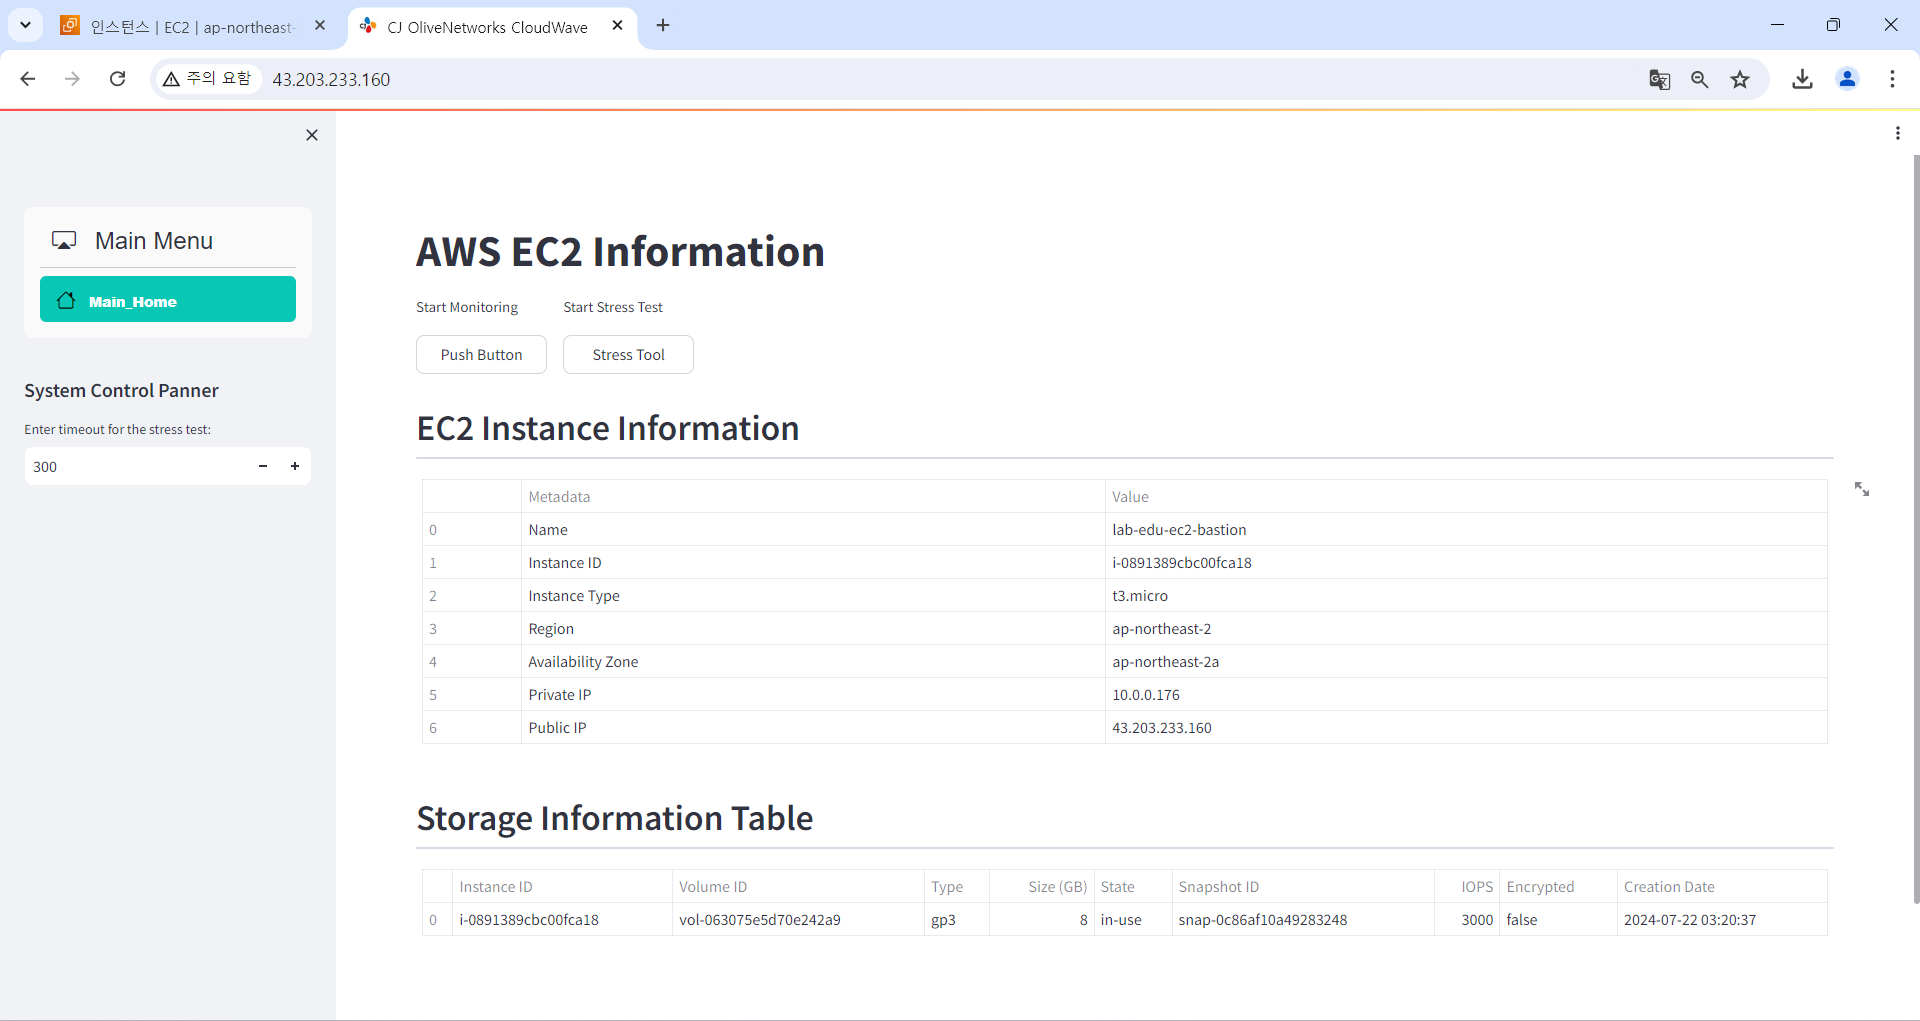 인스턴스 | EC2 | ap-northeast-
CJ OliveNetworks CloudWave
주의 요함
43.203.233.160
Main Menu
Main_Home
System Control Panner
Enter timeout for the stress test:
300
AWS EC2 Information
Start Monitoring Start Stress Test
Push Button Stress Tool
EC2 Instance Information
Metadata Value
0 Name lab-edu-ec2-bastion
1 Instance ID i-0891389cbc00fca18
2 Instance Type t3.micro
3 Region ap-northeast-2
4 Availability Zone ap-northeast-2a
5 Private IP 10.0.0.176
6 Public IP 43.203.233.160
Storage Information Table
Instance ID Volume ID Type Size (GB) State Snapshot ID IOPS Encrypted Creation Date
0 i-0891389cbc00fca18 vol-063075e5d70e242a9 gp3 8 in-use snap-0c86af10a49283248 3000 false 2024-07-22 03:20:37